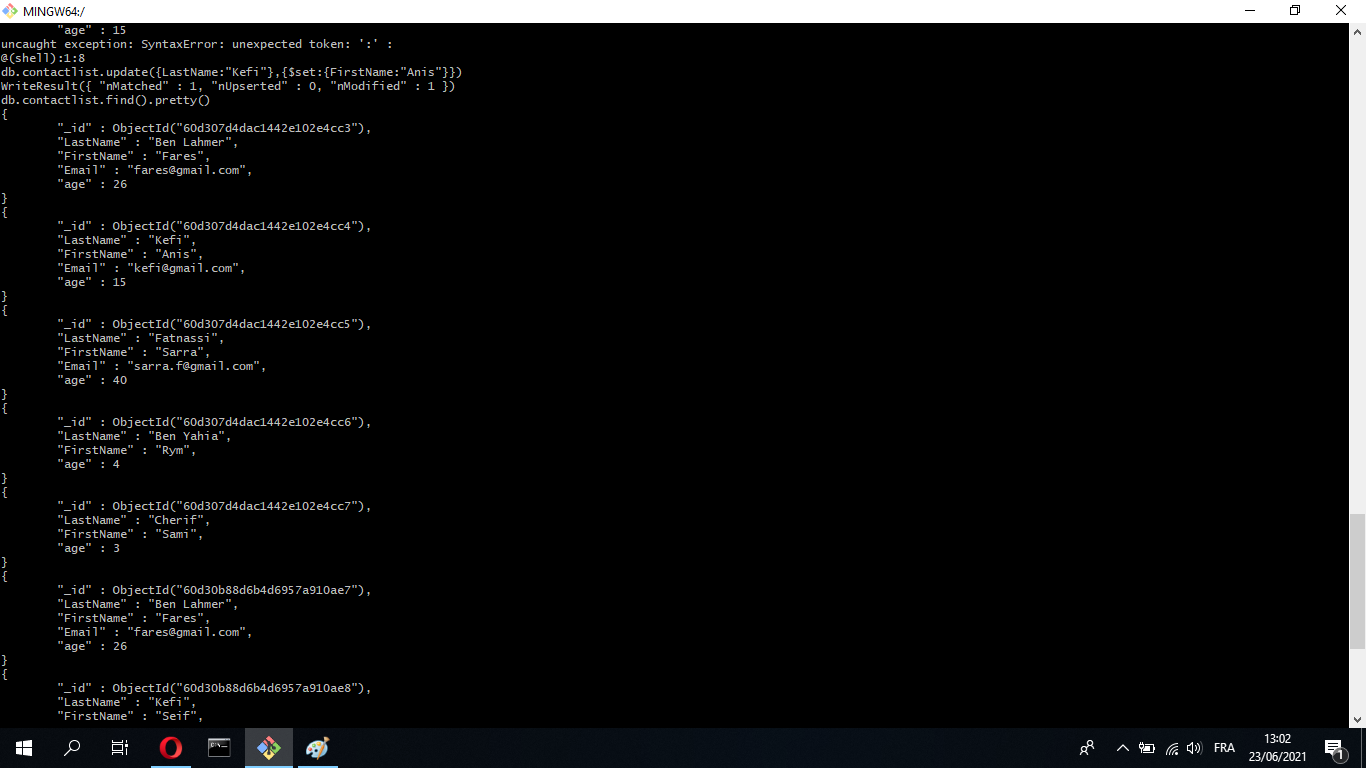 MINGW64:/
"age" : 15
uncaught exception: SyntaxError: unexpected token: ':' :
@(shell):1:8
db.contactlist.update({LastName:"Kefi"},{$set:{FirstName:"Anis"}})
WriteResult({ "nMatched" : 1, "nUpserted" : 0, "nModified" : 1 })
db.contactlist.find().pretty()
{
"_id" : ObjectId("60d307d4dac1442e102e4cc3"),
"LastName" : "Ben Lahmer",
"FirstName" : "Fares",
"Email" : "fares@gmail.com",
"age" : 26
}
{
"_id" : ObjectId("60d307d4dac1442e102e4cc4"),
"LastName" : "Kefi",
"FirstName" : "Anis",
"Email" : "kefi@gmail.com",
"age" : 15
}
{
"_id" : ObjectId("60d307d4dac1442e102e4cc5"),
"LastName" : "Fatnassi",
"FirstName" : "Sarra",
"Email" : "sarra.f@gmail.com",
"age" : 40
}
{
"_id" : ObjectId("60d307d4dac1442e102e4cc6"),
"LastName" : "Ben Yahia",
"FirstName" : "Rym",
"age" : 4
}
{
"_id" : ObjectId("60d307d4dac1442e102e4cc7"),
"LastName" : "Cherif",
"FirstName" : "Sami",
"age" : 3
}
{
"_id" : ObjectId("60d30b88d6b4d6957a910ae7"),
"LastName" : "Ben Lahmer",
"FirstName" : "Fares",
"Email" : "fares@gmail.com",
"age" : 26
}
{
"_id" : ObjectId("60d30b88d6b4d6957a910ae8"),
"LastName" : "Kefi",
"FirstName" : "Seif",
FRA
13:02
23/06/2021
1